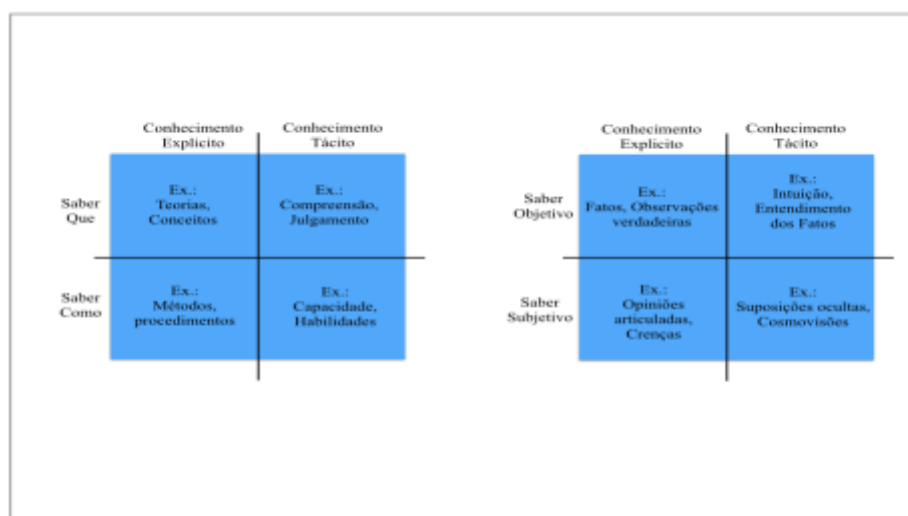 Conhecimento
Explícito
Conhecimento
Tácito
Saber
Que
Ex.:
Teorias,
Conceitos
Ex.:
Compreensão,
Julgamento
Saber
Como
Ex.:
Métodos,
procedimentos
Ex.:
Capacidade,
Habilidades
Conhecimento
Explícito
Conhecimento
Tácito
Saber
Objetivo
Ex.:
Fatos, Observações
verdadeiras
Ex.:
Intuição,
Entendimento
dos Fatos
Saber
Subjetivo
Ex.:
Opiniões
articuladas,
Crenças
Ex.:
Suposições ocultas,
Cosmovisões